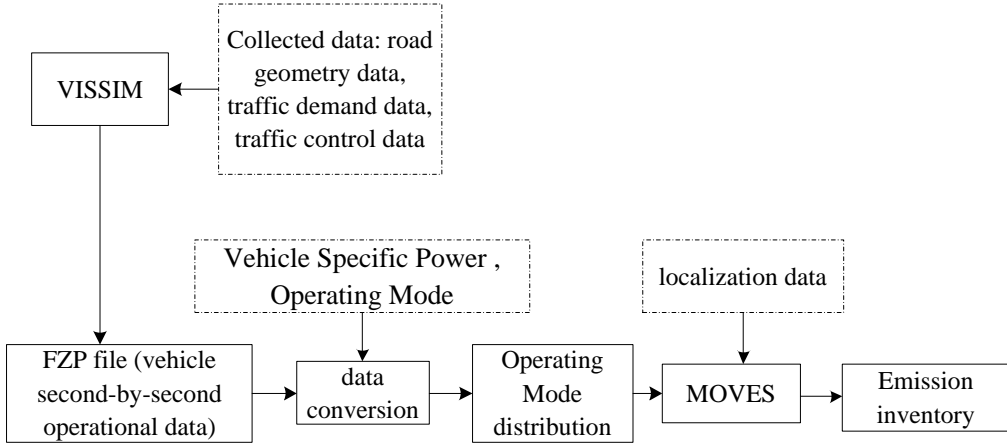 Collected data: road
geometry data,
traffic demand data,
traffic control data
VISSIM
Vehicle Specific Power ,
Operating Mode
localization data
FZP file (vehicle
second-by-second
operational data)
data
conversion
Operating
Mode
distribution
MOVES
Emission
inventory